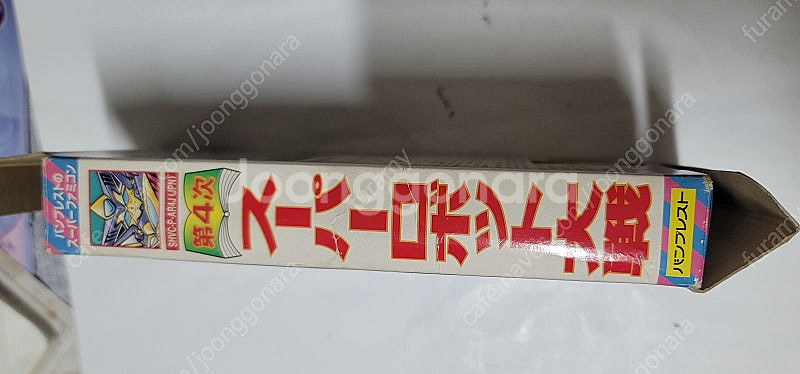 バンプレストの
スーパーファミコン
SHVC-P-AR4J(JPN)
第4次
スーパーロボット大戦
バンプレスト
joonggonara
cafe.naver.com/joonggonara